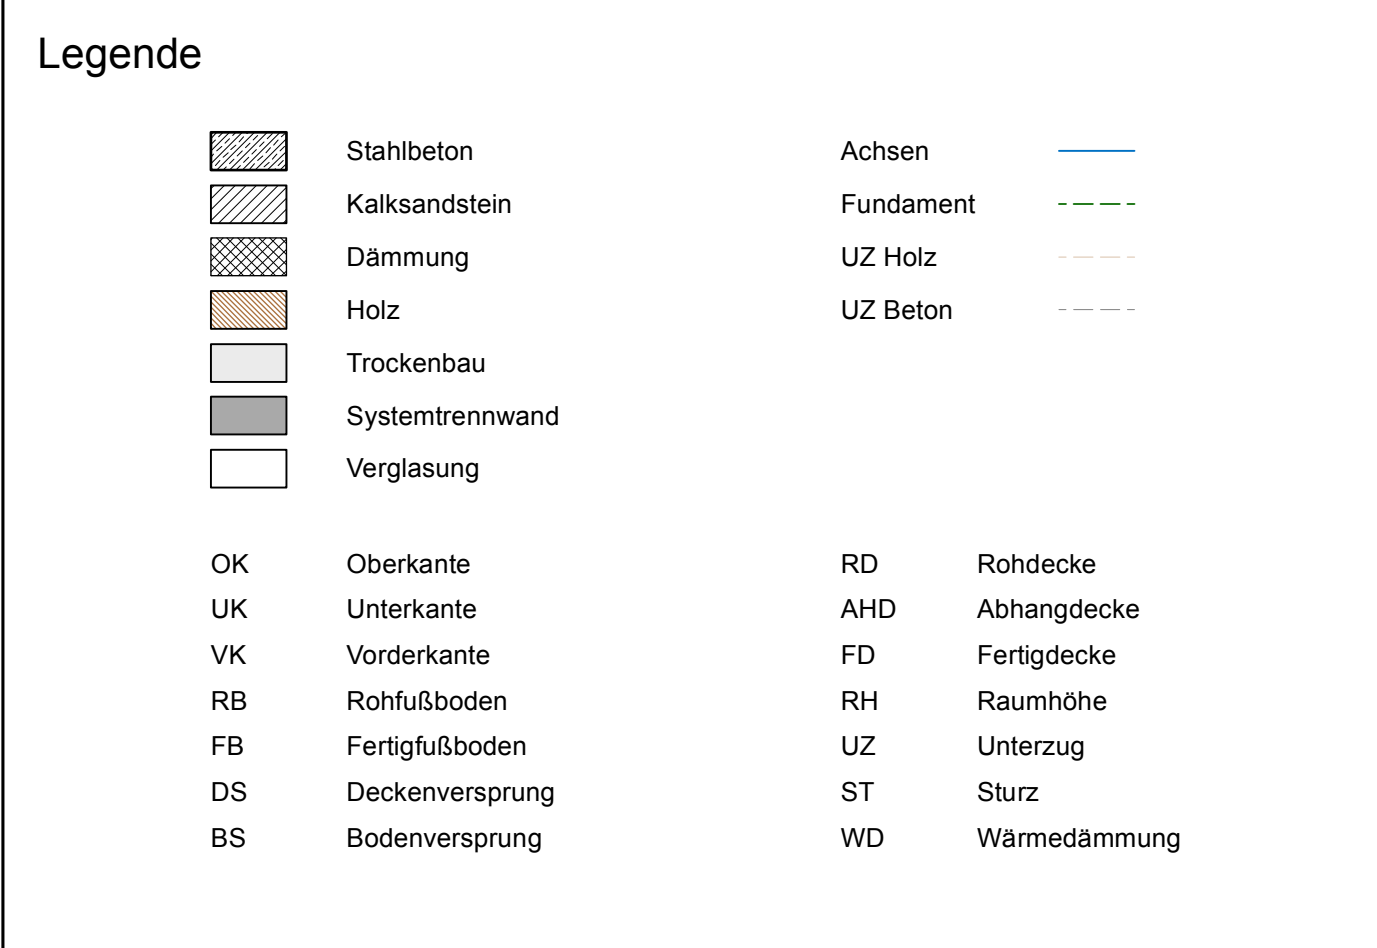 Legende
Stahlbeton
Kalksandstein
Dämmung
Holz
Trockenbau
Systemtrennwand
Verglasung
Achsen
Fundament
UZ Holz
UZ Beton
OK Oberkante
UK Unterkante
VK Vorderkante
RB Rohfußboden
FB Fertigfußboden
DS Deckenversprung
BS Bodenversprung
RD Rohdecke
AHD Abhangdecke
FD Fertigdecke
RH Raumhöhe
UZ Unterzug
ST Sturz
WD Wärmedämmung